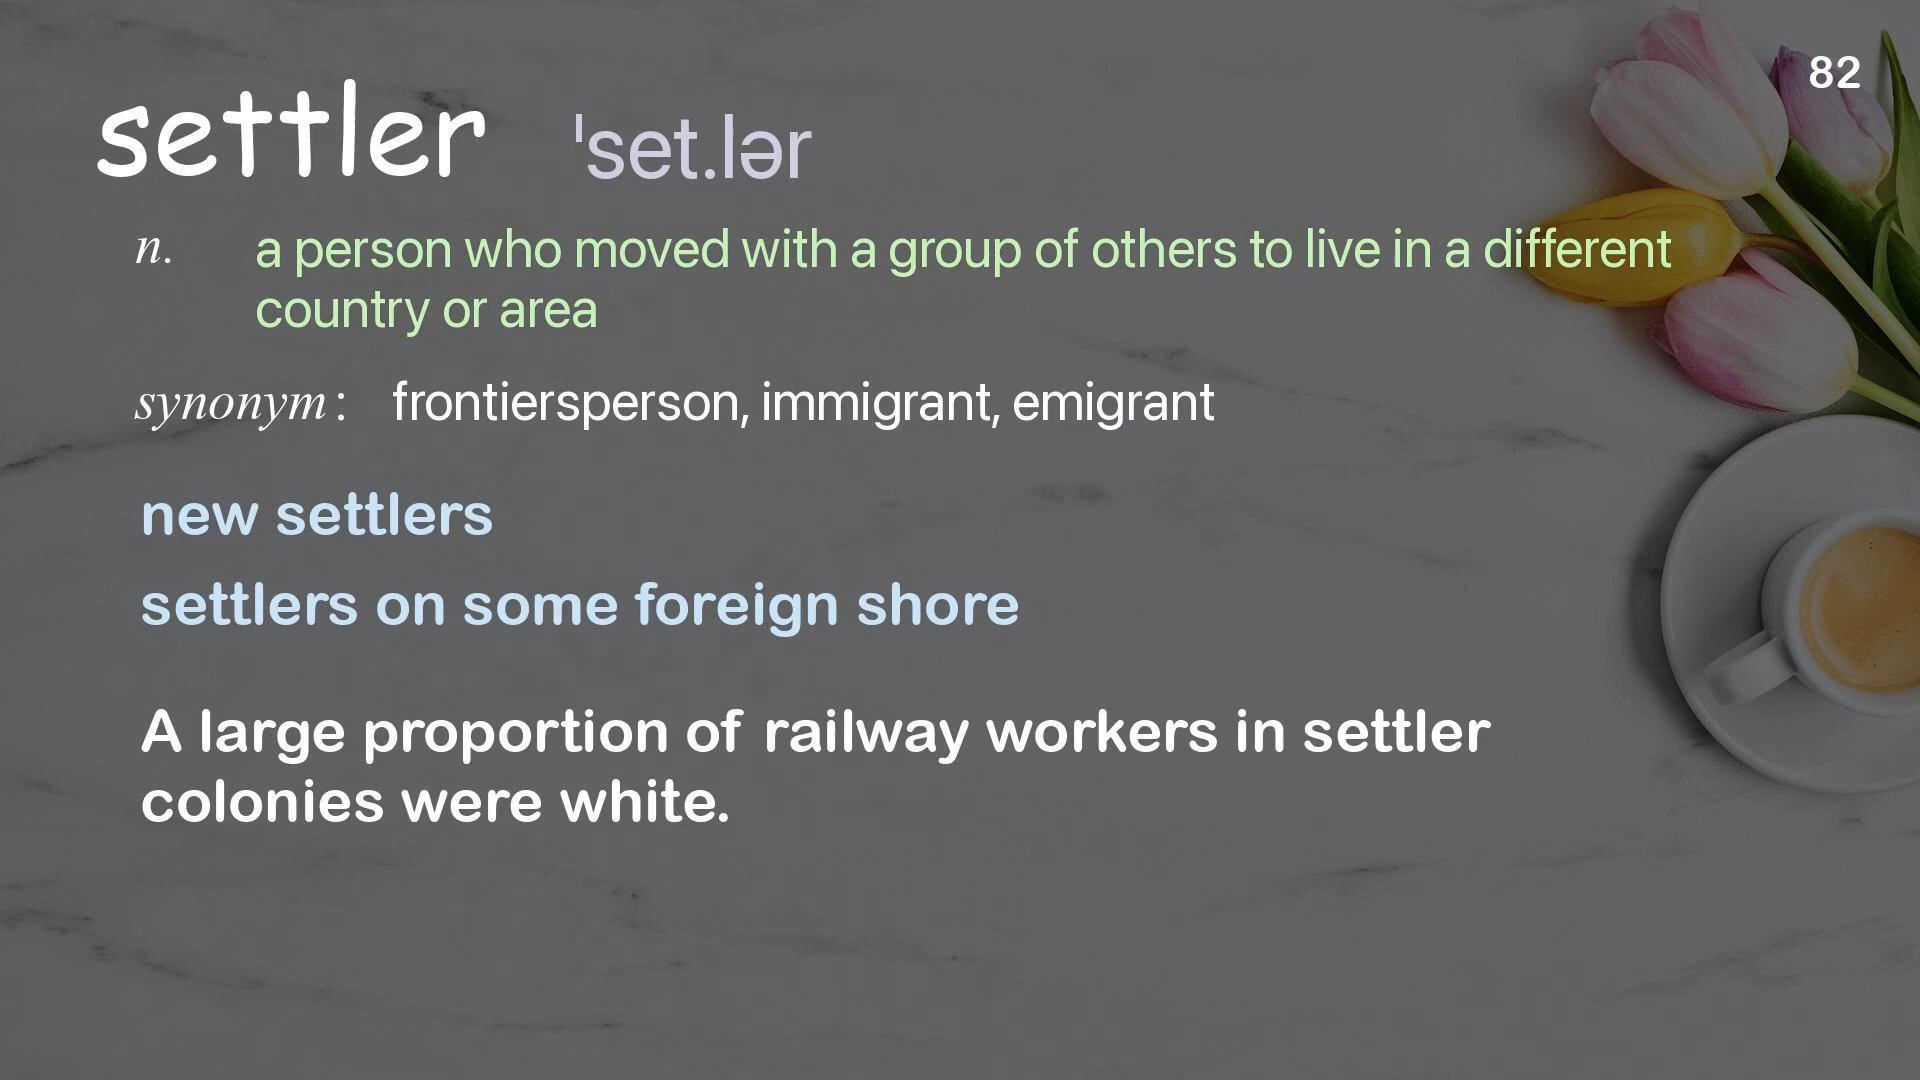 82
settler ˈset.lər
n. a person who moved with a group of others to live in a different
country or area
synonym: frontiersperson, immigrant, emigrant
new settlers
settlers on some foreign shore
A large proportion of railway workers in settler
colonies were white.